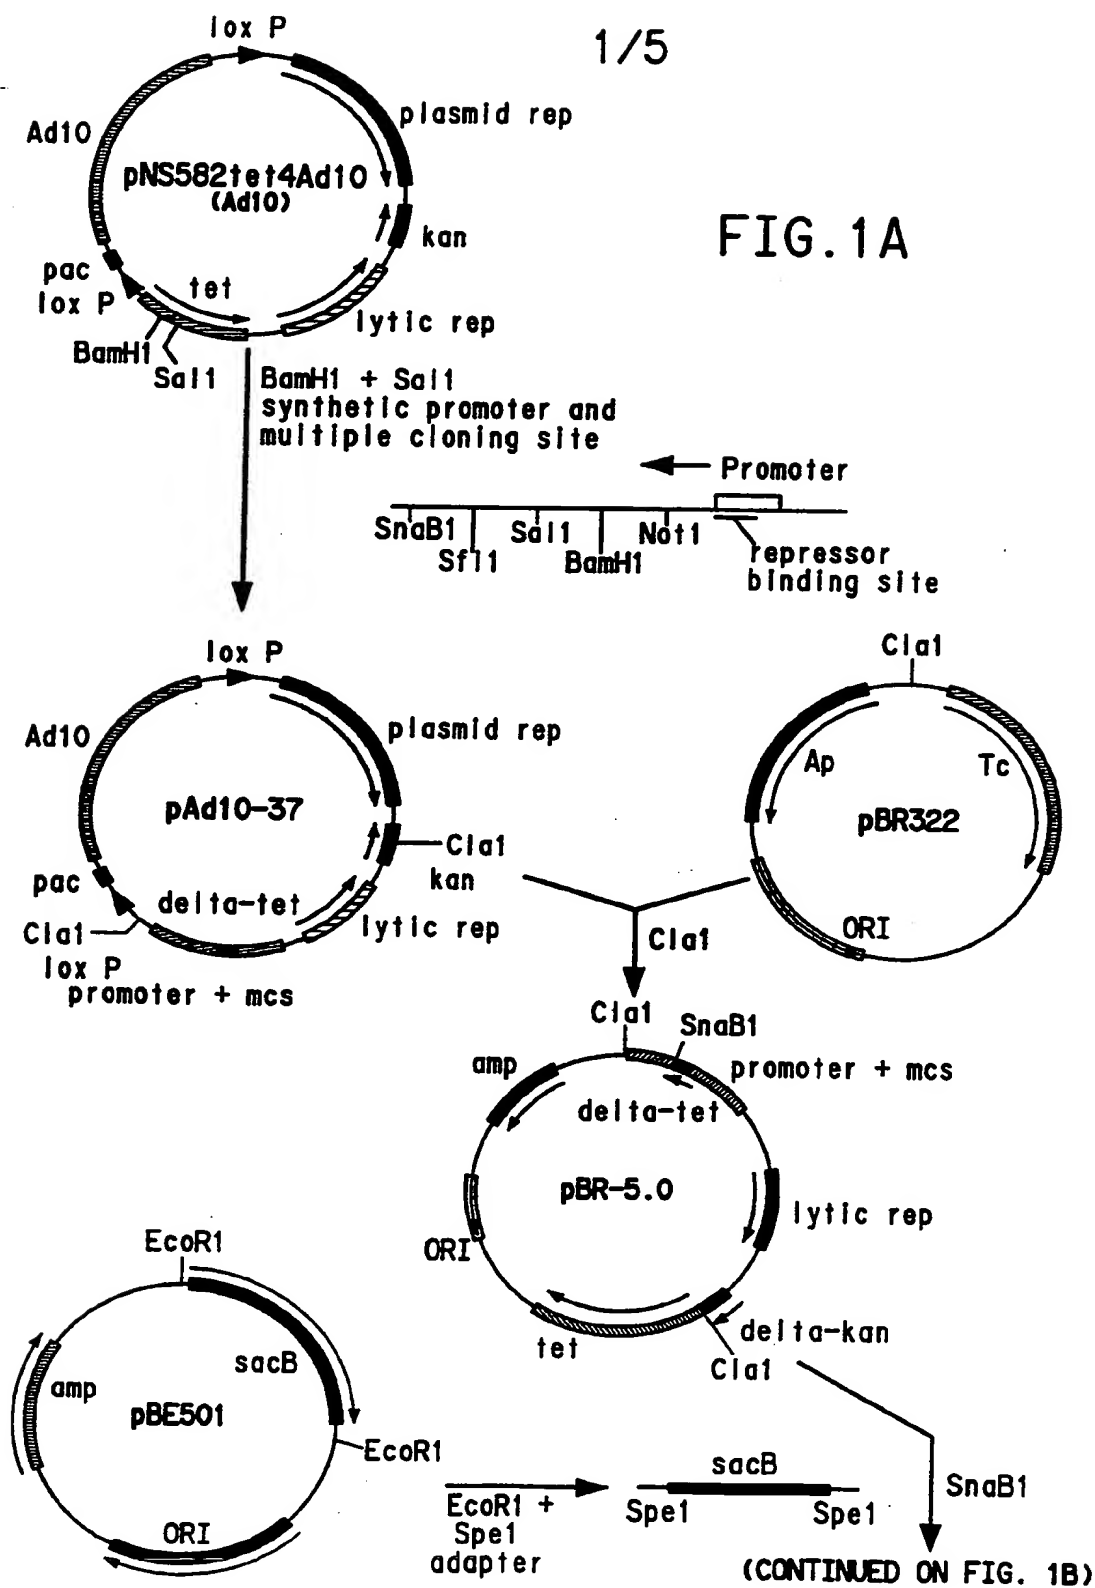 1/5
FIG.1A
lox P
plasmid rep
Ad10
pNS582tet4Ad10
(Ad10)
kan
pac
lox P
tet
lytic rep
BamH1
Sal1
BamH1 + Sal1
synthetic promoter and
multiple cloning site
Promoter
SnaB1
Sfi1
Sal1
BamH1
Not1
repressor
binding site
lox P
Ad10
plasmid rep
pAd10-37
Cla1
kan
pac
delta-tet
Cla1
lox P
lytic rep
promoter + mcs
Cla1
Ap
Tc
pBR322
ORI
Cla1
Cla1
SnaB1
amp
promoter + mcs
delta-tet
pBR-5.0
lytic rep
ORI
tet
delta-kan
Cla1
EcoR1
sacB
amp
pBE501
EcoR1
ORI
EcoR1 +
Spe1
adapter
sacB
Spe1
Spe1
SnaB1
(CONTINUED ON FIG. 1B)